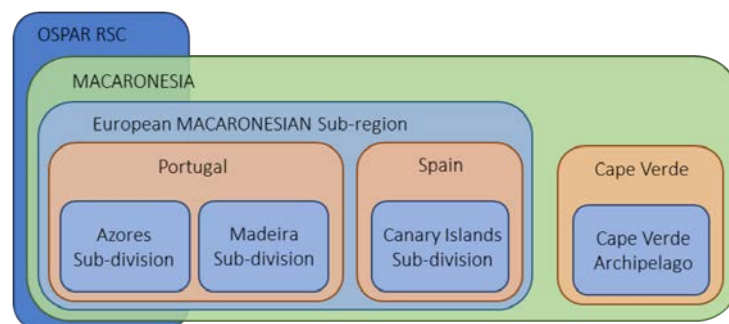 OSPAR RSC
MACARONESIA
European MACARONESIAN Sub-region
Portugal
Spain
Cape Verde
Azores
Sub-division
Madeira
Sub-division
Canary Islands
Sub-division
Cape Verde
Archipelago